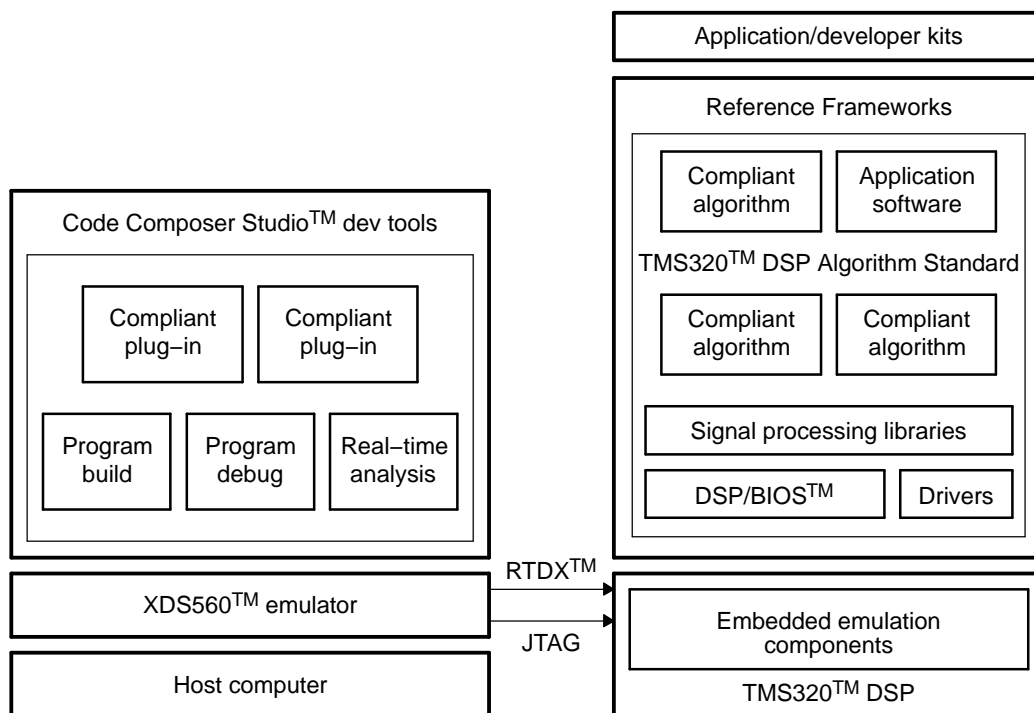 Application/developer kits
Reference Frameworks
Compliant
algorithm
Application
software
TMS320™ DSP Algorithm Standard
Compliant
algorithm
Compliant
algorithm
Signal processing libraries
DSP/BIOS™
Drivers
Code Composer Studio™ dev tools
Compliant
plug−in
Compliant
plug−in
Program
build
Program
debug
Real−time
analysis
XDS560™ emulator
RTDX™
JTAG
Host computer
Embedded emulation
components
TMS320™ DSP